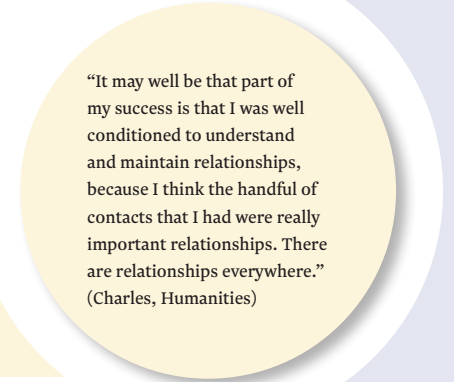 “It may well be that part of
my success is that I was well
conditioned to understand
and maintain relationships,
because I think the handful of
contacts that I had were really
important relationships. There
are relationships everywhere.”
(Charles, Humanities)